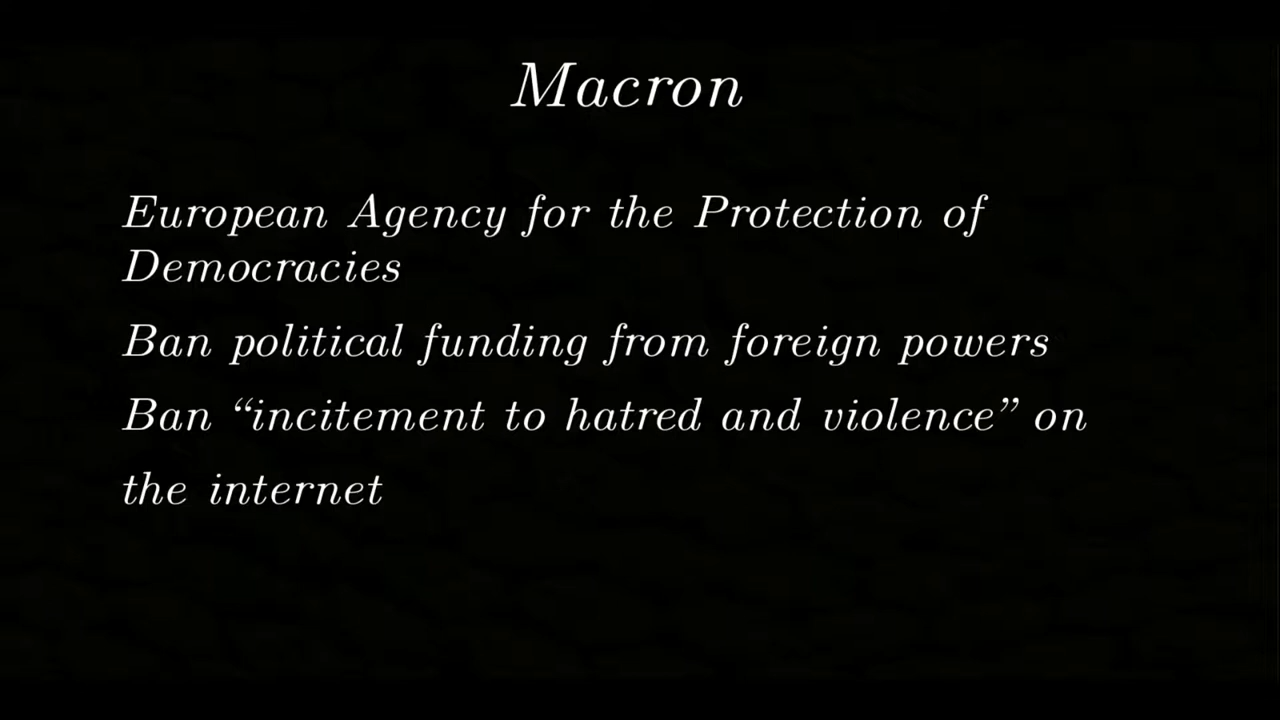 Macron
European Agency for the Protection of
Democracies
Ban political funding from foreign powers
Ban “incitement to hatred and violence” on
the internet